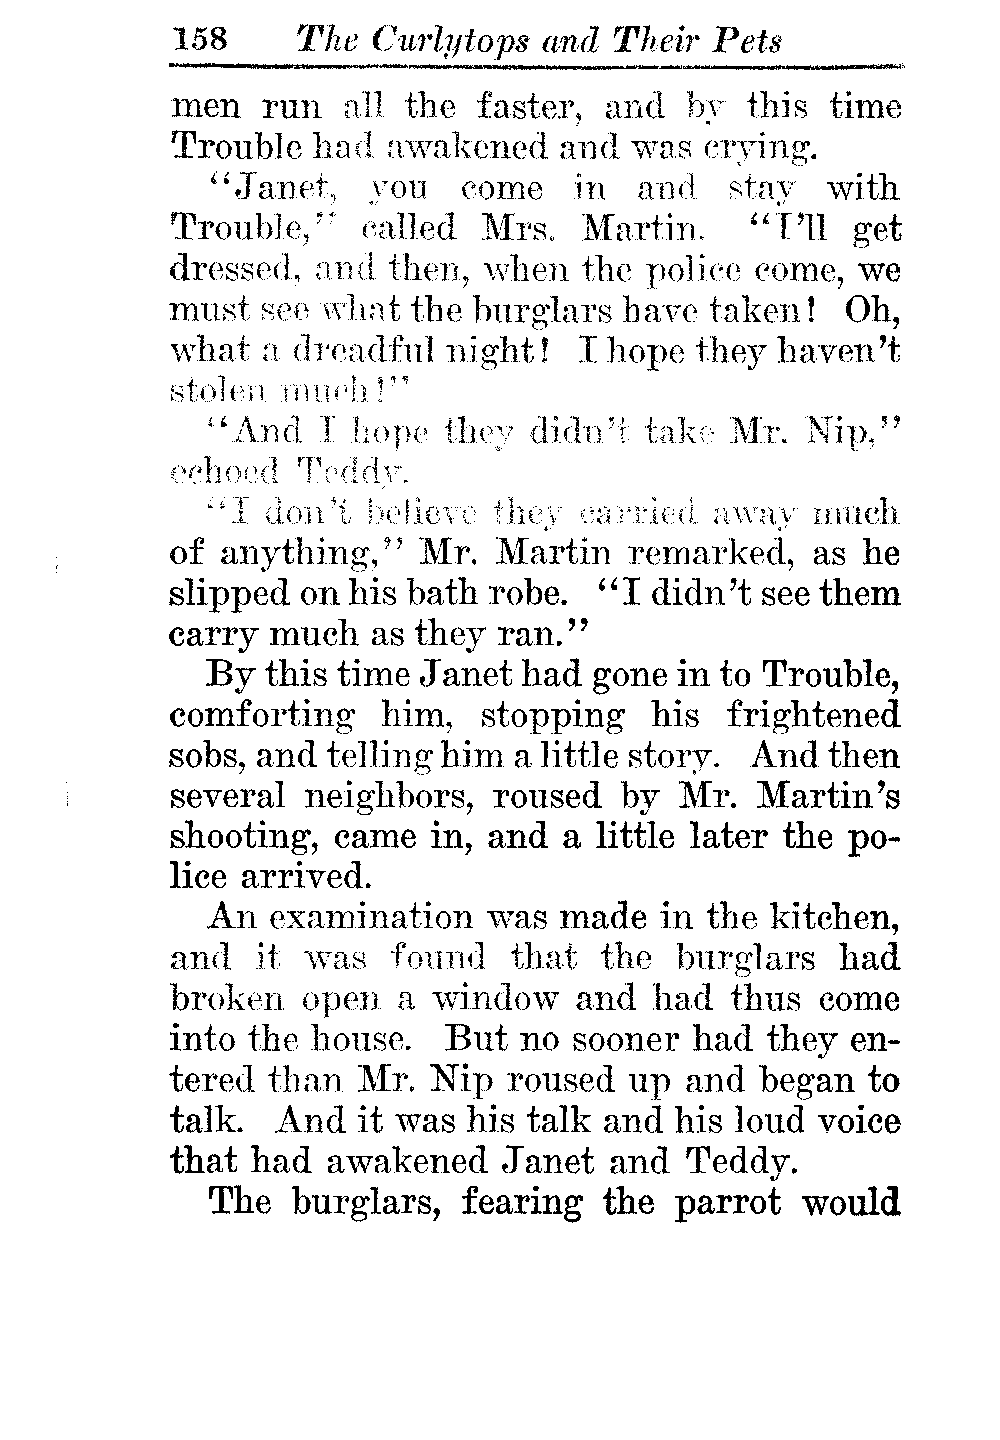 158 The Curlytops and Their Pets
men run all the faster, and by this time
Trouble had awakened and was crying.
"Janet, you come in and stay with
Trouble," called Mrs. Martin. "I'll get
dressed, and then, when the police come, we
must see what the burglars have taken! Oh,
what a dreadful night! I hope they haven't
stolen much!"
"And I hope they didn't take Mr. Nip,"
echoed Teddy.
"I don't believe they carried away much
of anything," Mr. Martin remarked, as he
slipped on his bath robe. "I didn't see them
carry much as they ran."
By this time Janet had gone in to Trouble,
comforting him, stopping his frightened
sobs, and telling him a little story. And then
several neighbors, roused by Mr. Martin's
shooting, came in, and a little later the po-
lice arrived.
An examination was made in the kitchen,
and it was found that the burglars had
broken open a window and had thus come
into the house. But no sooner had they en-
tered than Mr. Nip roused up and began to
talk. And it was his talk and his loud voice
that had awakened Janet and Teddy.
The burglars, fearing the parrot would